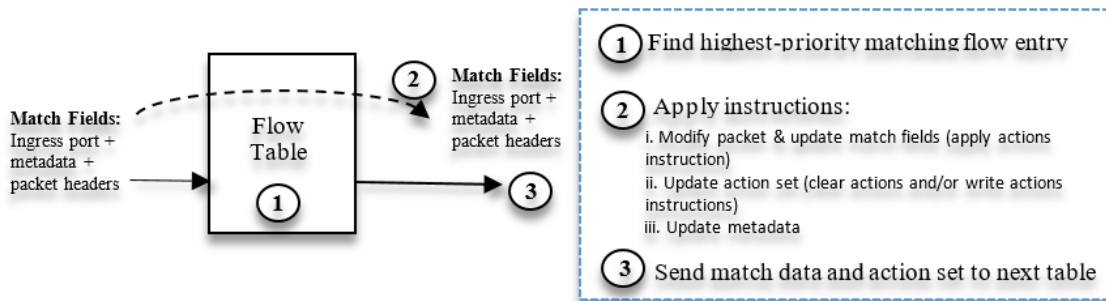 Match Fields:
Ingress port +
metadata +
packet headers
Flow
Table
1
2
Match Fields:
Ingress port +
metadata +
packet headers
3
1 Find highest-priority matching flow entry
2 Apply instructions:
i. Modify packet & update match fields (apply actions
instruction)
ii. Update action set (clear actions and/or write actions
instructions)
iii. Update metadata
3 Send match data and action set to next table